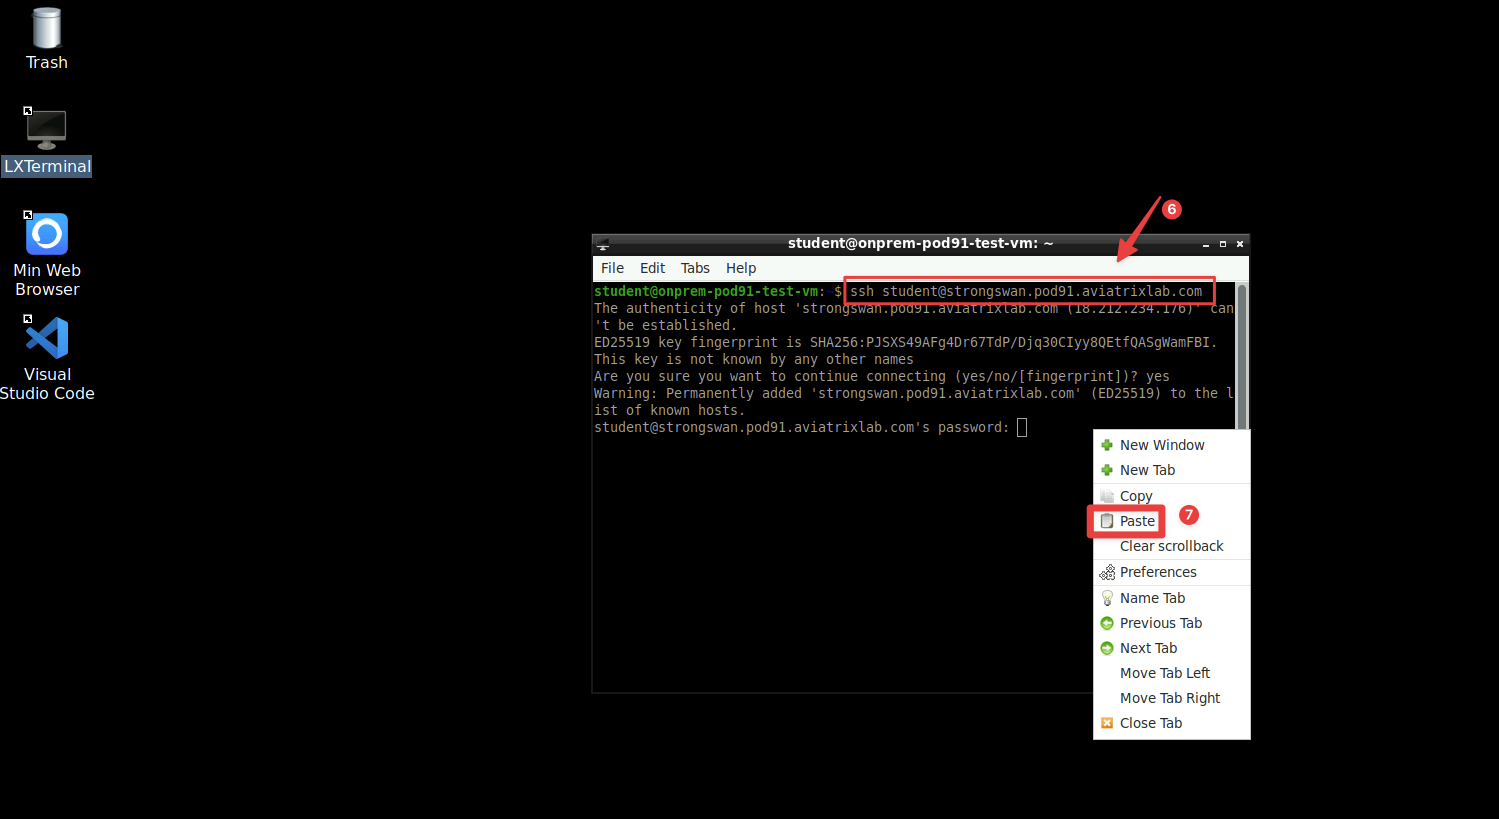 Trash
LXTerminal
Min Web
Browser
Visual
Studio Code
6
student@onprem-pod91-test-vm: ~
File Edit Tabs Help
student@onprem-pod91-test-vm:~$ ssh student@strongswan.pod91.aviatrixlab.com
The authenticity of host 'strongswan.pod91.aviatrixlab.com (18.212.234.176)' can
't be established.
ED25519 key fingerprint is SHA256:PJSXS49AFg4Dr67TdP/Djq30CIyy8QEtfQASgWamFBI.
This key is not known by any other names
Are you sure you want to continue connecting (yes/no/[fingerprint])? yes
Warning: Permanently added 'strongswan.pod91.aviatrixlab.com' (ED25519) to the l
ist of known hosts.
student@strongswan.pod91.aviatrixlab.com's password:
New Window
New Tab
Copy
Paste
7
Clear scrollback
Preferences
Name Tab
Previous Tab
Next Tab
Move Tab Left
Move Tab Right
Close Tab